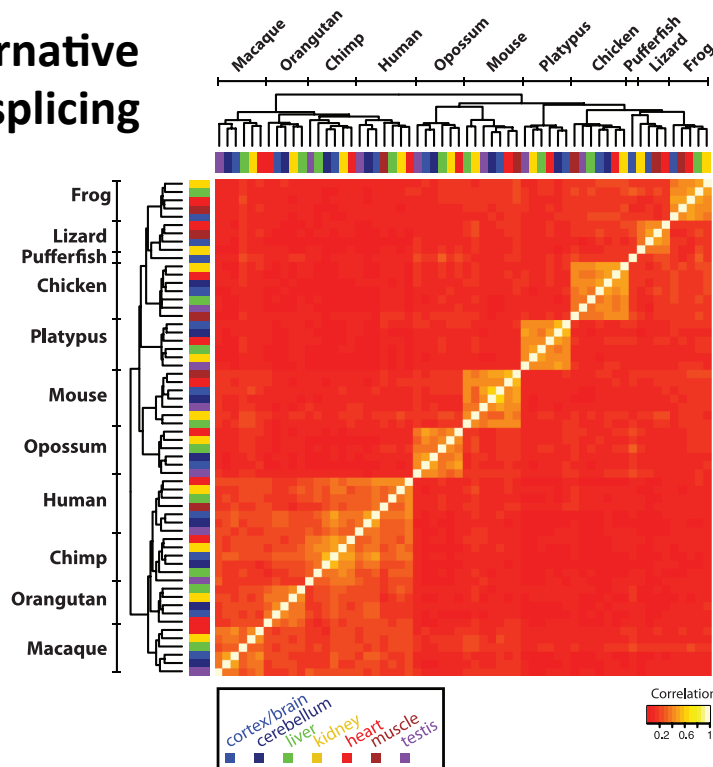 rnative
splicing
Macaque
Orangutan
Chimp
Human
Opossum
Mouse
Platypus
Chicken
Pufferfish
Lizard
Frog
Frog
Lizard
Pufferfish
Chicken
Platypus
Mouse
Opossum
Human
Chimp
Orangutan
Macaque
cortex/brain
cerebellum
liver
kidney
heart
muscle
testis
Correlation
0.2 0.6 1